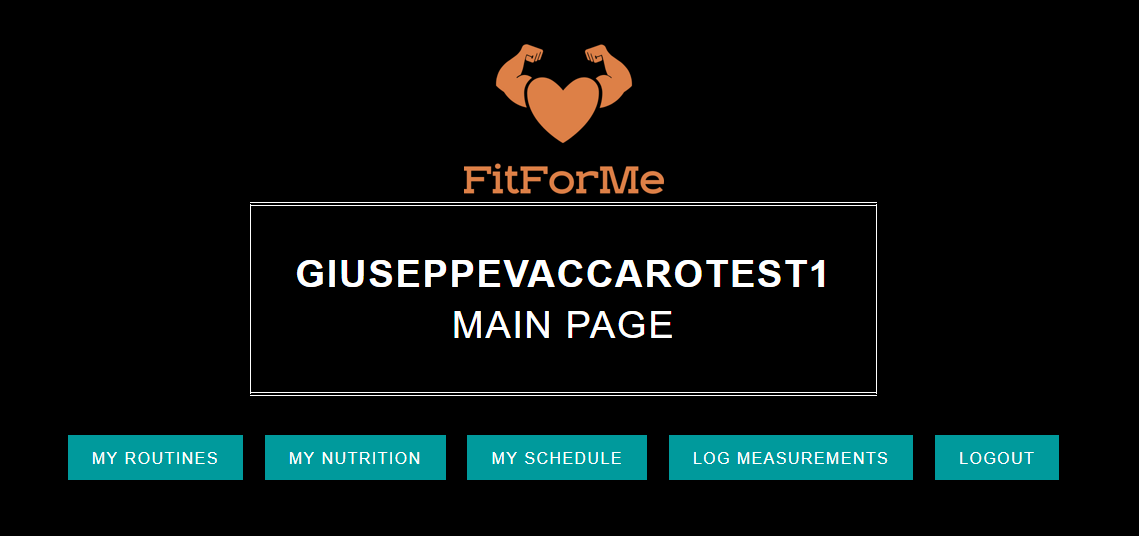 FitForMe
GIUSEPPEVACCAROTEST1
MAIN PAGE
MY ROUTINES MY NUTRITION MY SCHEDULE LOG MEASUREMENTS LOGOUT